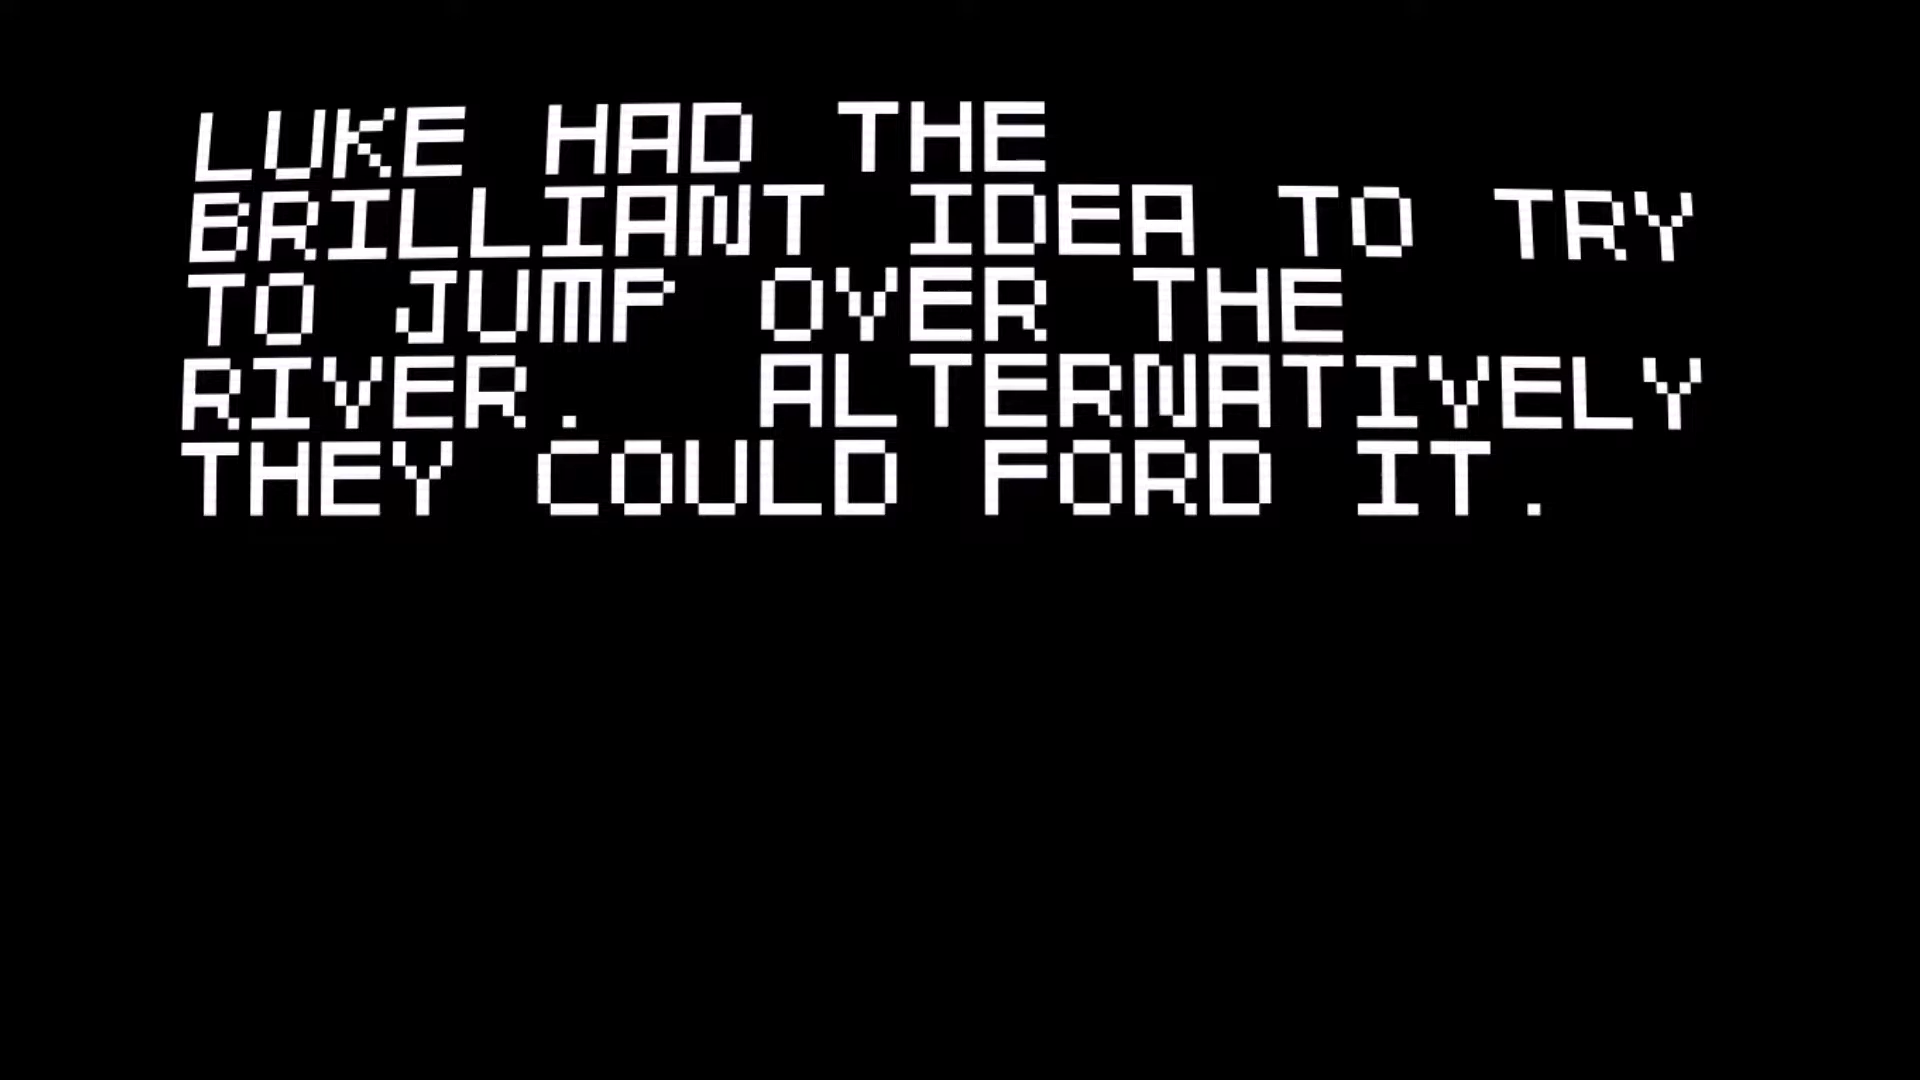 LUKE HAD THE
BRILLIANT IDEA TO TRY
TO JUMP OVER THE
RIVER.  ALTERNATIVELY
THEY COULD FORD IT.